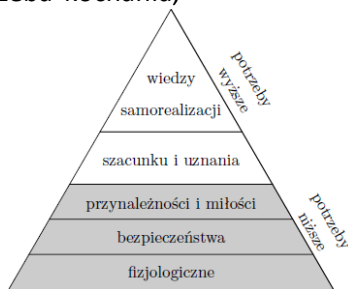 wiedzy
samorealizacji
szacunku i uznania
przynależności i miłości
bezpieczeństwa
fizjologiczne
potrzeby
wyższe
potrzeby
niższe